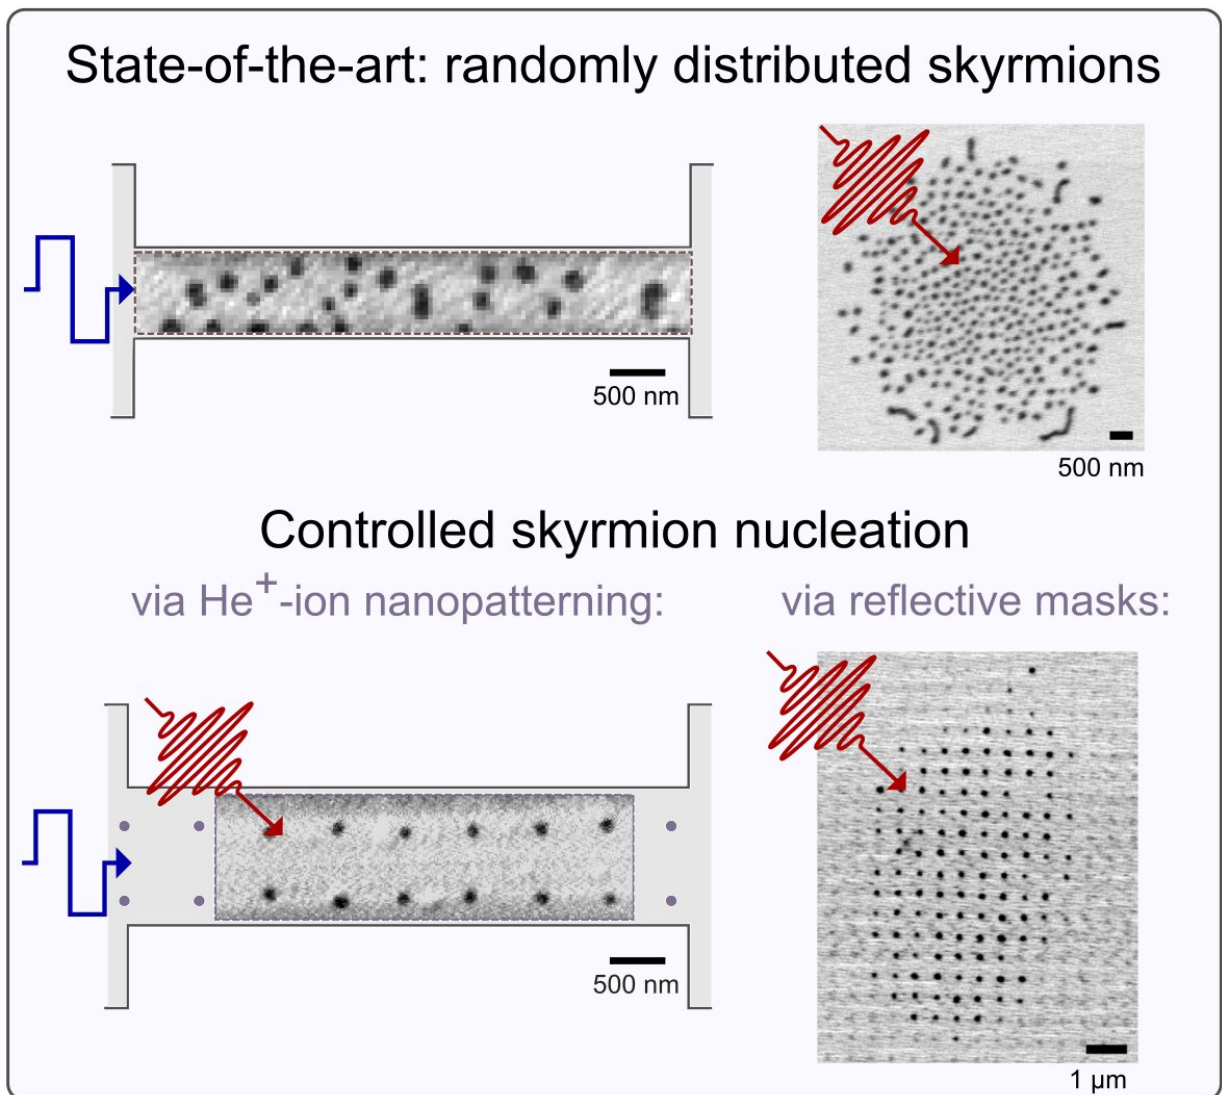 State-of-the-art: randomly distributed skyrmions
500 nm
500 nm
Controlled skyrmion nucleation
via He⁺-ion nanopatterning:
via reflective masks:
500 nm
1 µm